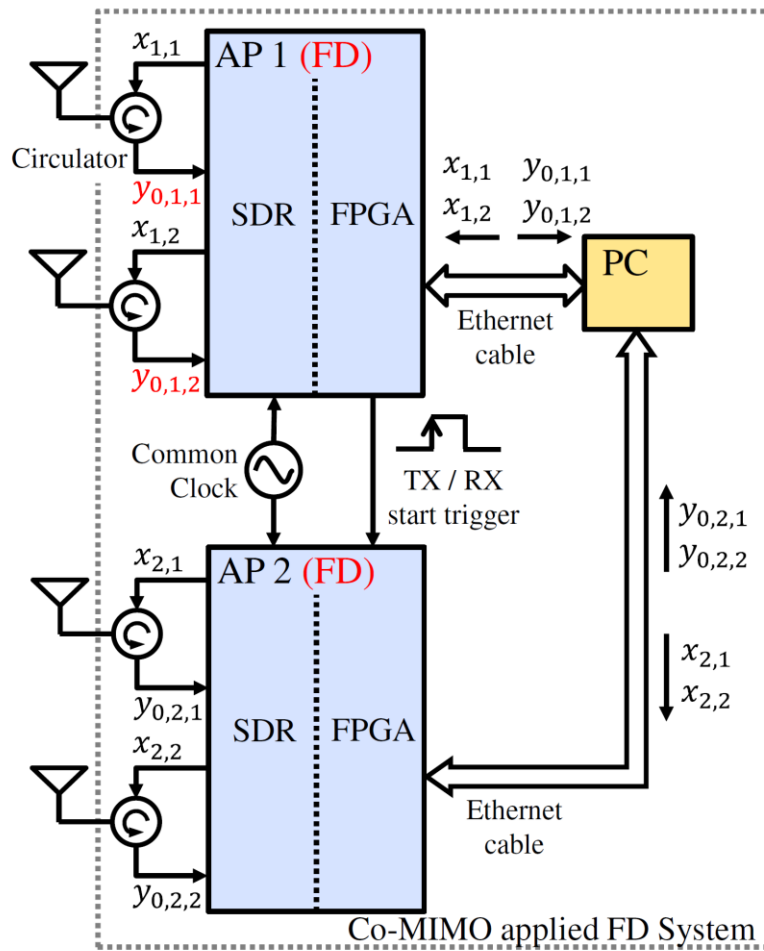 x₁,₁
AP 1 (FD)
Circulator
y₀,₁,₁
x₁,₂
SDR
FPGA
y₀,₁,₂
x₁,₁ y₀,₁,₁
x₁,₂ y₀,₁,₂
PC
Ethernet
cable
Common
Clock
TX / RX
start trigger
x₂,₁
AP 2 (FD)
y₀,₂,₁
x₂,₂
SDR
FPGA
y₀,₂,₂
y₀,₂,₁
y₀,₂,₂
x₂,₁
x₂,₂
Ethernet
cable
Co-MIMO applied FD System